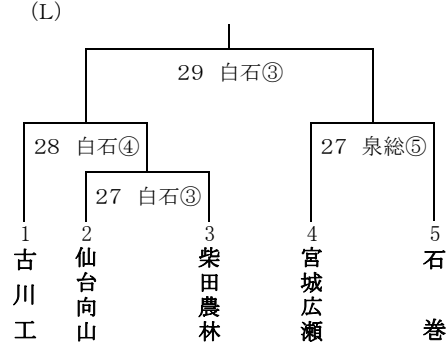 (L)
29 白石③
28 白石④
27 泉総⑤
27 白石③
1 2 3 4 5
古川工
仙台向山
柴田農林
宮城広瀬
石巻